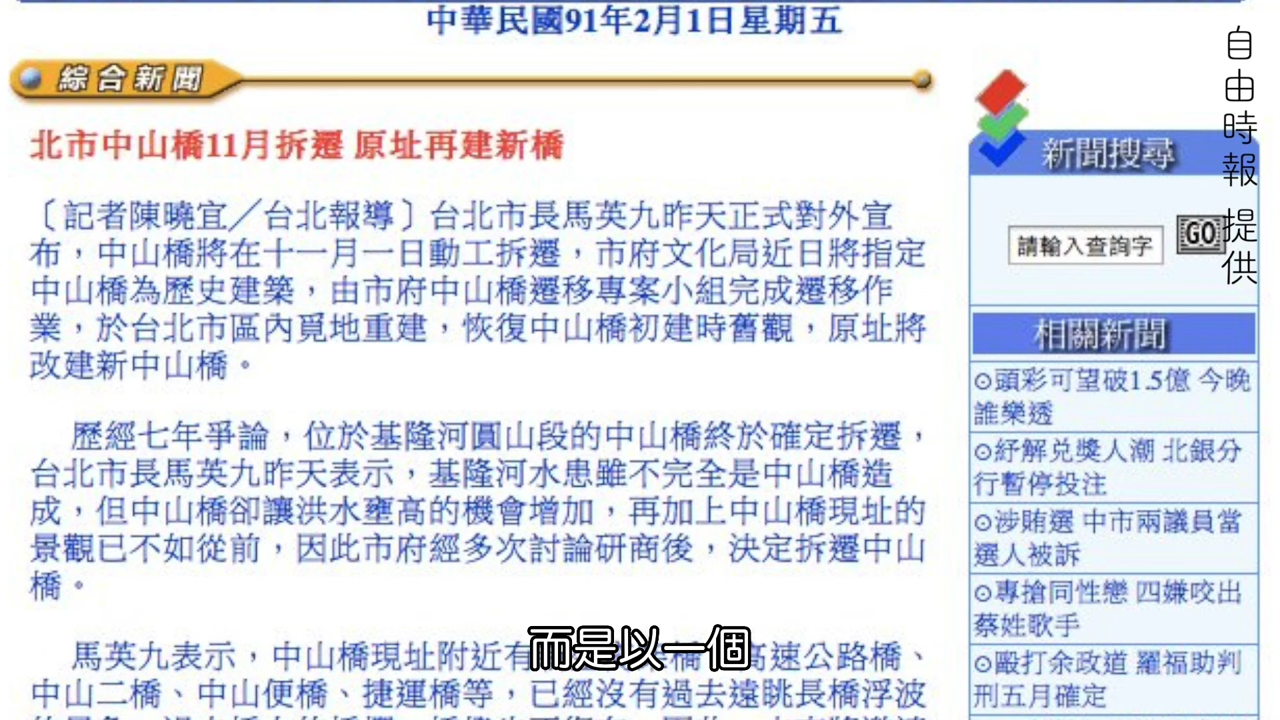 中華民國91年2月1日星期五
綜合新聞
北市中山橋11月拆遷 原址再建新橋
〔記者陳曉宜／台北報導〕台北市長馬英九昨天正式對外宣
布，中山橋將在十一月一日動工拆遷，市府文化局近日將指定
中山橋為歷史建築，由市府中山橋遷移專案小組完成遷移作
業，於台北市區內覓地重建，恢復中山橋初建時舊觀，原址將
改建新中山橋。
歷經七年爭論，位於基隆河圓山段的中山橋終於確定拆遷，
台北市長馬英九昨天表示，基隆河水患雖不完全是中山橋造
成，但中山橋卻讓洪水壅高的機會增加，再加上中山橋現址的
景觀已不如從前，因此市府經多次討論研商後，決定拆遷中山
橋。
馬英九表示，中山橋現址附近有
橋
高速公路橋、
中山二橋、中山便橋、捷運橋等，已經沒有過去遠眺長橋浮波
而是以一個
新聞搜尋
請輸入查詢字
GO
相關新聞
⊙頭彩可望破1.5億 今晚
誰樂透
⊙紓解兌獎人潮 北銀分
行暫停投注
⊙涉賄選 中市兩議員當
選人被訴
⊙專搶同性戀 四嫌咬出
蔡姓歌手
⊙毆打余政道 羅福助判
刑五月確定
自由時報 提供